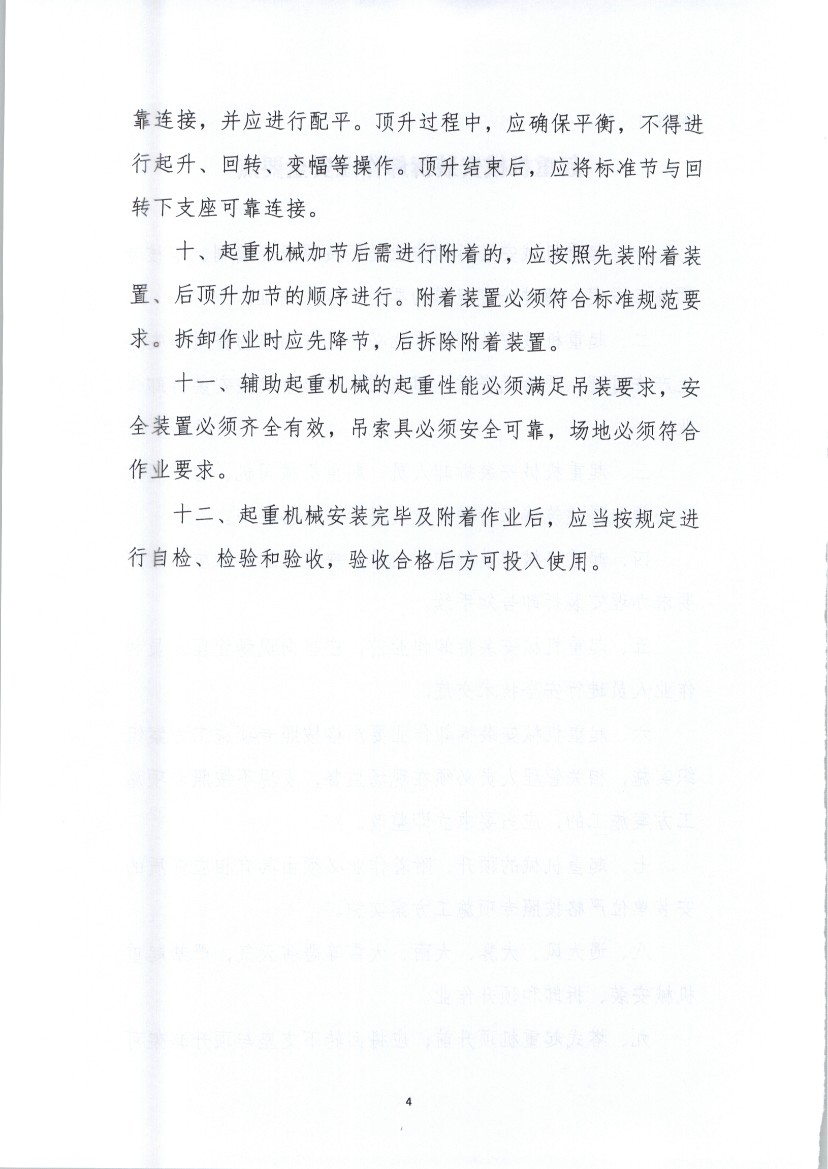 靠连接，并应进行配平。顶升过程中，应确保平衡，不得进
行起升、回转、变幅等操作。顶升结束后，应将标准节与回
转下支座可靠连接。
十、起重机械加节后需进行附着的，应按照先装附着装
置、后顶升加节的顺序进行。附着装置必须符合标准规范要
求。拆卸作业时应先降节，后拆除附着装置。
十一、辅助起重机械的起重性能必须满足吊装要求，安
全装置必须齐全有效，吊索具必须安全可靠，场地必须符合
作业要求。
十二、起重机械安装完毕及附着作业后，应当按规定进
行自检、检验和验收，验收合格后方可投入使用。
4